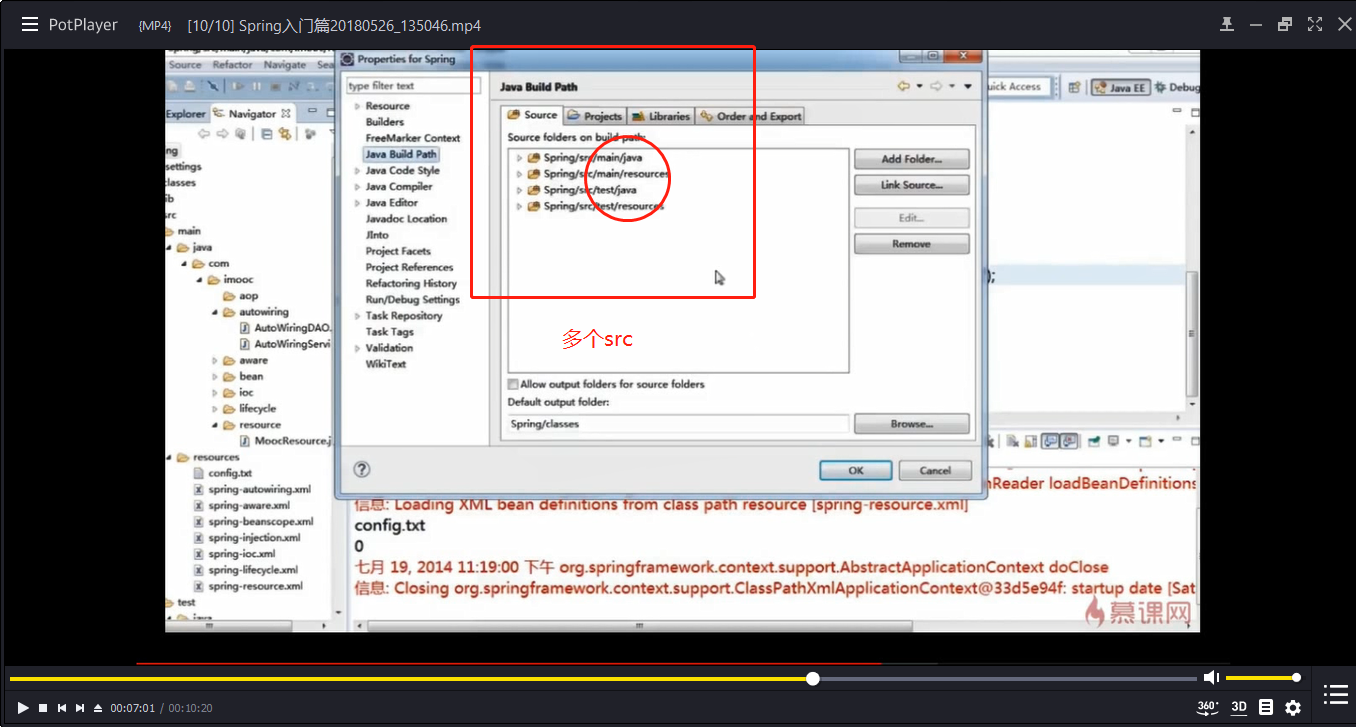 PotPlayer {MP4} [10/10] Spring入门篇20180526_135046.mp4
Source Refactor Navigate
Properties for Spring
type filter text
Java Build Path
uick Access
Java EE
Debug
Explorer
Navigator
Resource
Builders
FreeMarker Context
Java Build Path
Java Code Style
Java Compiler
Java Editor
Javadoc Location
JInto
Project Facets
Project References
Refactoring History
Run/Debug Settings
Task Repository
Task Tags
Validation
WikiText
Source Projects Libraries Order and Export
Source folders on build path:
Spring/src/main/java
Spring/src/main/resources
Spring/src/test/java
Spring/src/test/resources
Add Folder...
Link Source...
Edit...
Remove
多个src
Allow output folders for source folders
Default output folder:
Spring/classes
Browse...
OK
Cancel
ng
settings
lasses
ib
rc
main
java
com
imooc
aop
autowiring
AutoWiringDAO.
AutoWiringServi
aware
bean
ioc
lifecycle
resource
MoocResource.j
resources
config.txt
spring-autowiring.xml
spring-aware.xml
spring-beanscope.xml
spring-injection.xml
spring-ioc.xml
spring-lifecycle.xml
spring-resource.xml
test
java
);
nReader loadBeanDefinitions
信息: Loading XML bean definitions from class path resource [spring-resource.xml]
config.txt
0
七月 19, 2014 11:19:00 下午 org.springframework.context.support.AbstractApplicationContext doClose
信息: Closing org.springframework.context.support.ClassPathXmlApplicationContext@33d5e94f: startup date [Sat
慕课网
00:07:01 / 00:10:20
360°
3D